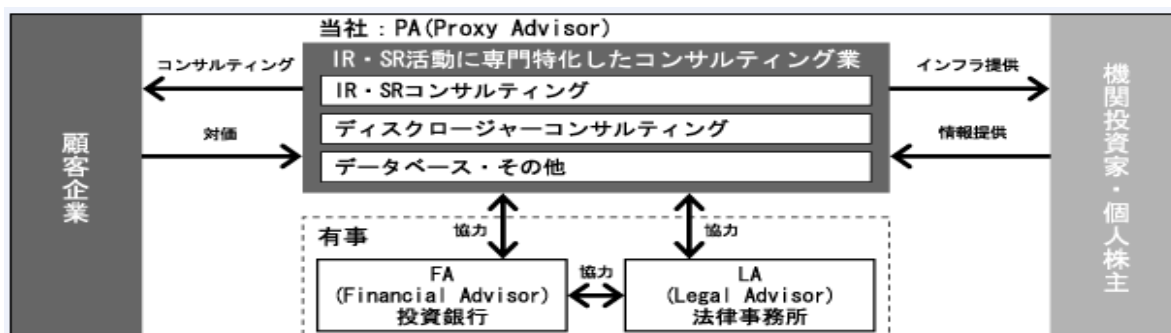 当社：PA(Proxy Advisor)
IR・SR活動に専門特化したコンサルティング業
IR・SRコンサルティング
ディスクロージャーコンサルティング
データベース・その他
顧客企業
コンサルティング
対価
インフラ提供
情報提供
機関投資家・個人株主
協力
協力
有事
FA
(Financial Advisor)
投資銀行
協力
LA
(Legal Advisor)
法律事務所